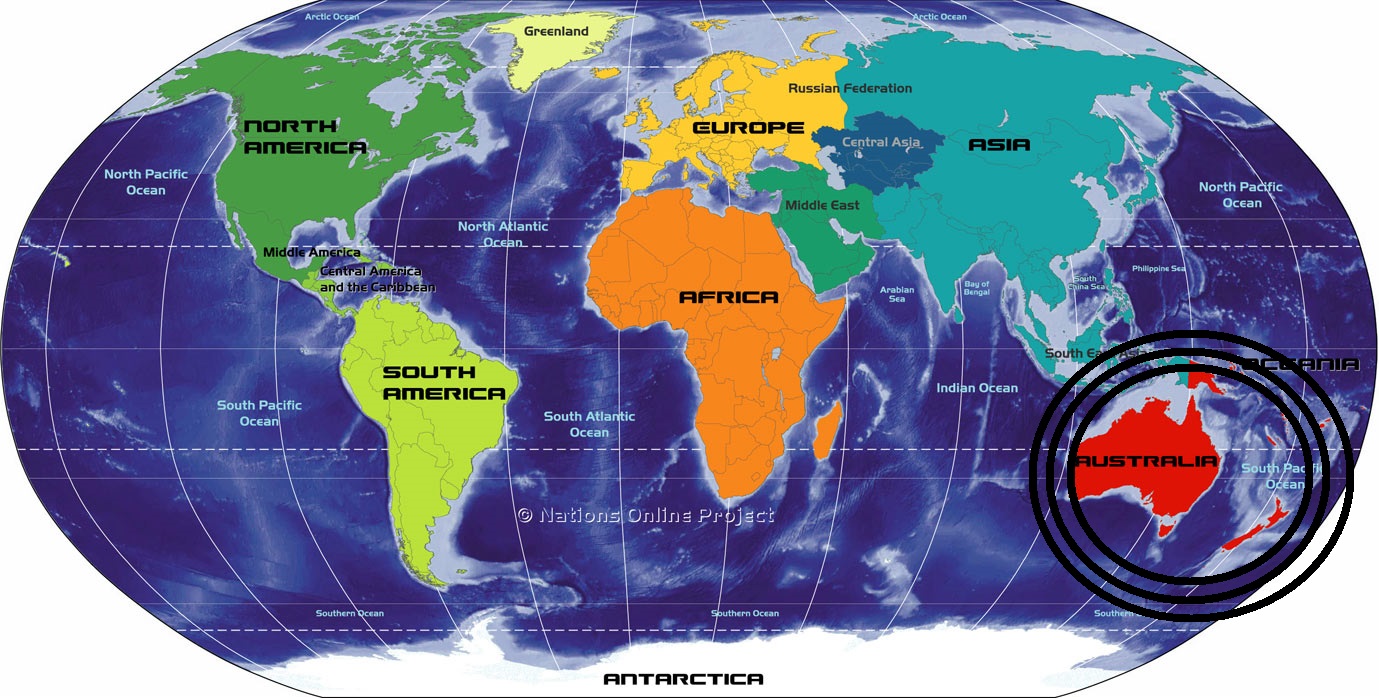 Arctic Ocean
Arctic Ocean
Greenland
Russian Federation
NORTH
AMERICA
EUROPE
Central Asia
ASIA
North Pacific
Ocean
North Pacific
Ocean
Middle East
North Atlantic
Ocean
Middle America
Central America
and the Caribbean
Philippine Sea
South
China Sea
Arabian
Sea
Bay of
Bengal
AFRICA
South East Asia
OCEANIA
SOUTH
AMERICA
Indian Ocean
South Pacific
Ocean
South Atlantic
Ocean
AUSTRALIA
South Pacific
Ocean
© Nations Online Project
Southern Ocean
Southern Ocean
Southern
ANTARCTICA